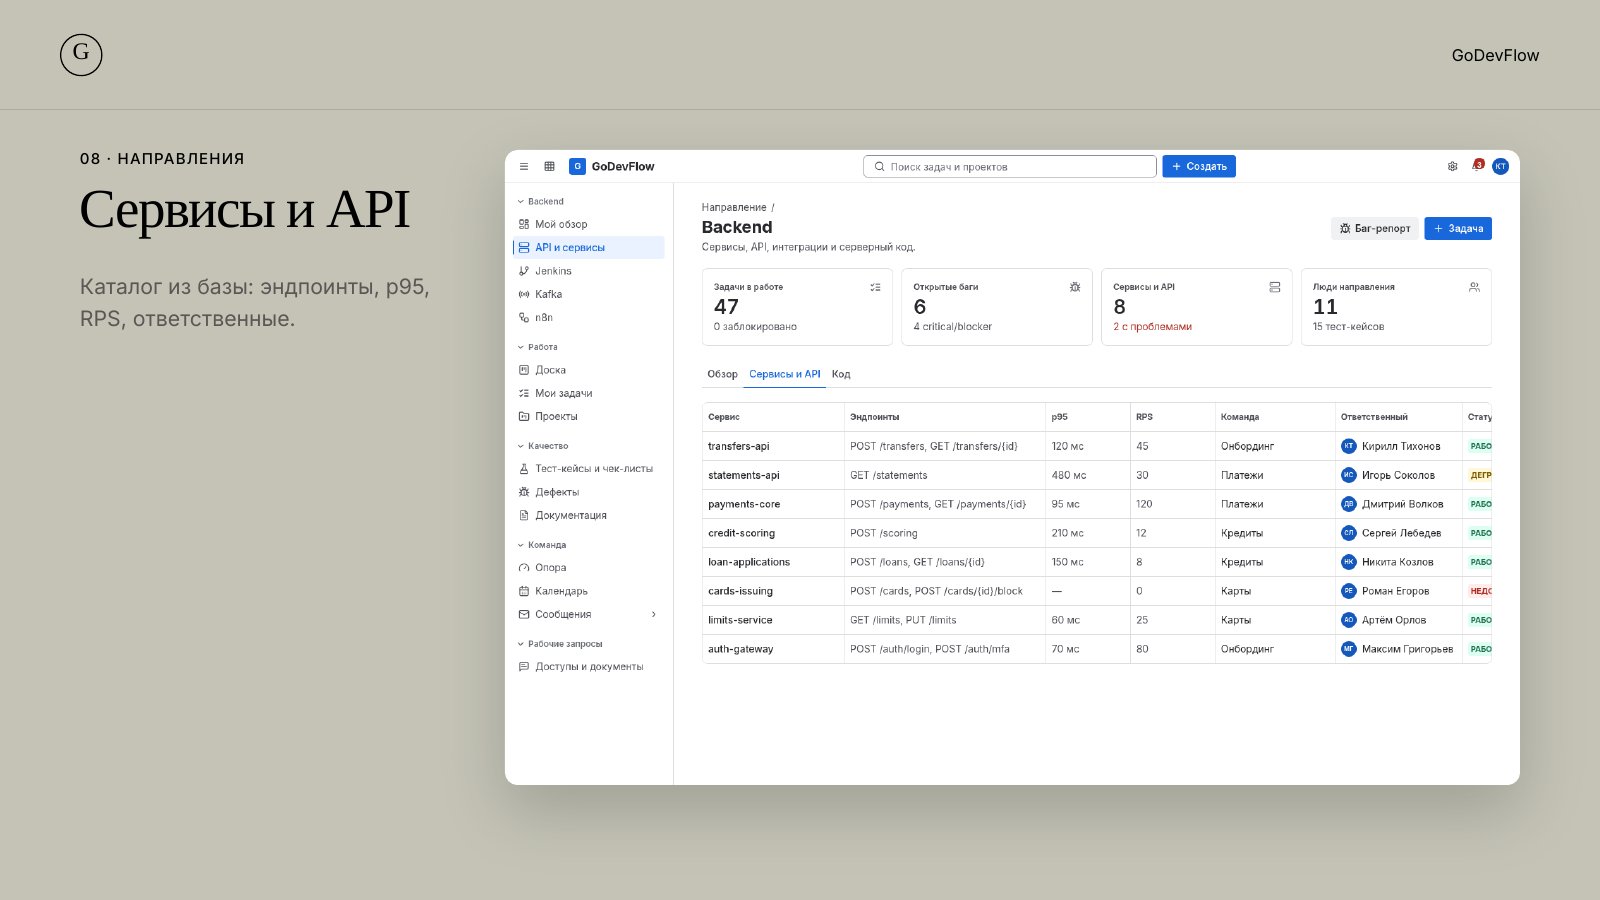 G
GoDevFlow
08 · НАПРАВЛЕНИЯ
Сервисы и API
Каталог из базы: эндпоинты, p95,
RPS, ответственные.
G GoDevFlow
Поиск задач и проектов
+ Создать
3
КТ
Backend
Мой обзор
API и сервисы
Jenkins
Kafka
n8n
Работа
Доска
Мои задачи
Проекты
Качество
Тест-кейсы и чек-листы
Дефекты
Документация
Команда
Опора
Календарь
Сообщения
Рабочие запросы
Доступы и документы
Направление /
Backend
Сервисы, API, интеграции и серверный код.
Баг-репорт
+ Задача
Задачи в работе
47
0 заблокировано
Открытые баги
6
4 critical/blocker
Сервисы и API
8
2 с проблемами
Люди направления
11
15 тест-кейсов
Обзор Сервисы и API Код
Сервис Эндпоинты p95 RPS Команда Ответственный Стату
transfers-api POST /transfers, GET /transfers/{id} 120 мс 45 Онбординг КТ Кирилл Тихонов РАБО
statements-api GET /statements 480 мс 30 Платежи ИС Игорь Соколов ДЕГР
payments-core POST /payments, GET /payments/{id} 95 мс 120 Платежи ДВ Дмитрий Волков РАБО
credit-scoring POST /scoring 210 мс 12 Кредиты СЛ Сергей Лебедев РАБО
loan-applications POST /loans, GET /loans/{id} 150 мс 8 Кредиты НК Никита Козлов РАБО
cards-issuing POST /cards, POST /cards/{id}/block — 0 Карты РЕ Роман Егоров НЕДО
limits-service GET /limits, PUT /limits 60 мс 25 Карты АО Артём Орлов РАБО
auth-gateway POST /auth/login, POST /auth/mfa 70 мс 80 Онбординг МГ Максим Григорьев РАБО